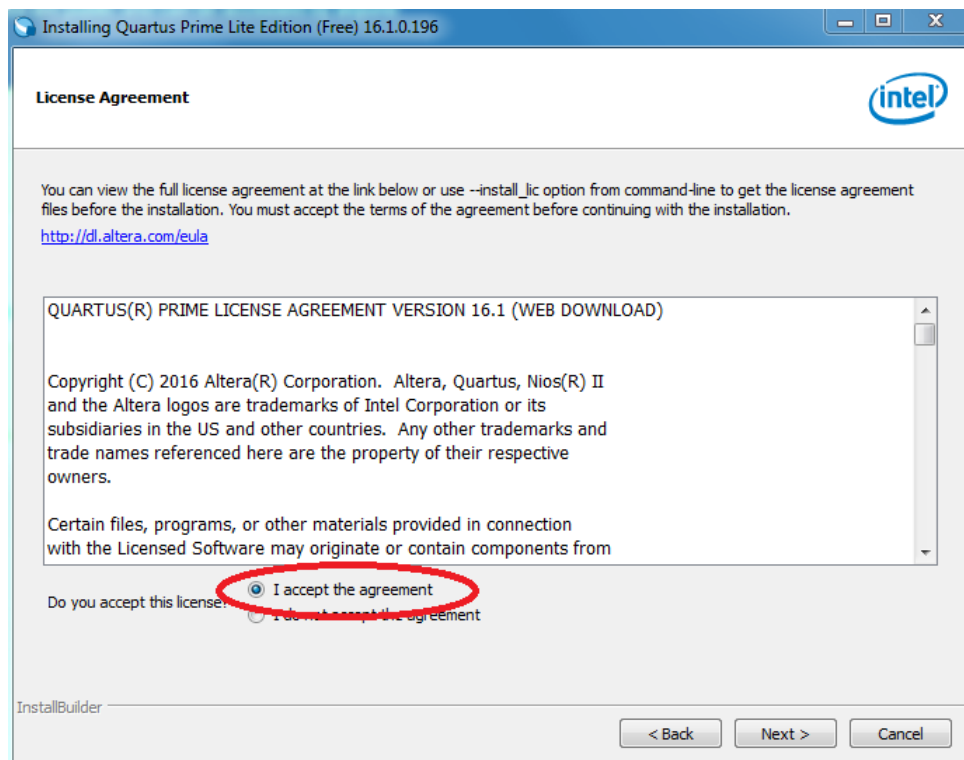 Installing Quartus Prime Lite Edition (Free) 16.1.0.196
License Agreement
intel
You can view the full license agreement at the link below or use --install_lic option from command-line to get the license agreement
files before the installation. You must accept the terms of the agreement before continuing with the installation.
http://dl.altera.com/eula
QUARTUS(R) PRIME LICENSE AGREEMENT VERSION 16.1 (WEB DOWNLOAD)
Copyright (C) 2016 Altera(R) Corporation.  Altera, Quartus, Nios(R) II
and the Altera logos are trademarks of Intel Corporation or its
subsidiaries in the US and other countries.  Any other trademarks and
trade names referenced here are the property of their respective
owners.
Certain files, programs, or other materials provided in connection
with the Licensed Software may originate or contain components from
Do you accept this license?
I accept the agreement
I do not accept the agreement
InstallBuilder
< Back
Next >
Cancel